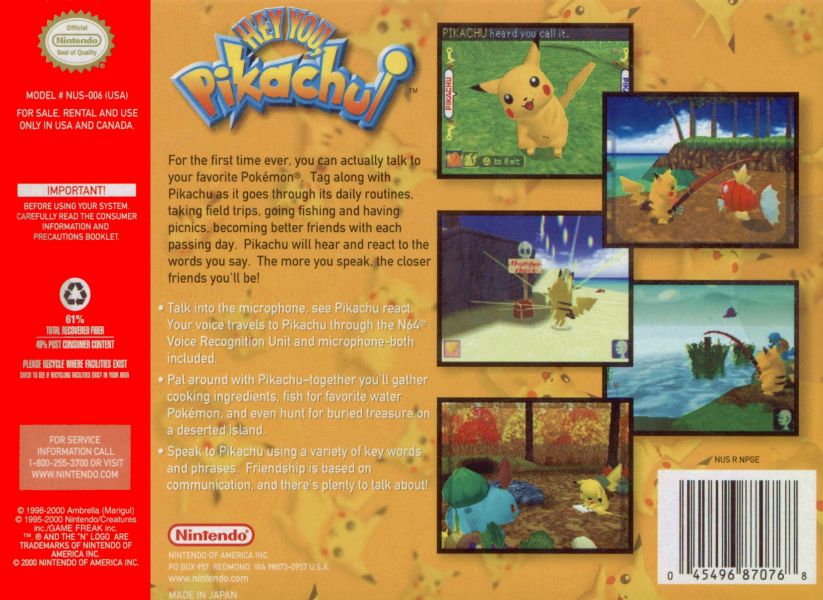 Official
Nintendo
Seal of Quality
MODEL # NUS-006 (USA)
FOR SALE, RENTAL AND USE
ONLY IN USA AND CANADA.
IMPORTANT!
BEFORE USING YOUR SYSTEM,
CAREFULLY READ THE CONSUMER
INFORMATION AND
PRECAUTIONS BOOKLET.
61%
TOTAL RECOVERED FIBER
49% POST CONSUMER CONTENT
PLEASE RECYCLE WHERE FACILITIES EXIST
CHECK TO SEE IF RECYCLING FACILITIES EXIST IN YOUR AREA
FOR SERVICE
INFORMATION CALL
1-800-255-3700 OR VISIT
WWW.NINTENDO.COM
© 1998-2000 Ambrella (Marigul)
© 1995-2000 Nintendo/Creatures
inc./GAME FREAK inc.
™, ® AND THE "N" LOGO ARE
TRADEMARKS OF NINTENDO OF
AMERICA INC.
© 2000 NINTENDO OF AMERICA INC.
HEY YOU,
Pikachu!
™
For the first time ever, you can actually talk to
your favorite Pokémon®. Tag along with
Pikachu as it goes through its daily routines,
taking field trips, going fishing and having
picnics, becoming better friends with each
passing day. Pikachu will hear and react to the
words you say. The more you speak, the closer
friends you'll be!
• Talk into the microphone, see Pikachu react.
Your voice travels to Pikachu through the N64®
Voice Recognition Unit and microphone–both
included.
• Pal around with Pikachu–together you'll gather
cooking ingredients, fish for favorite water
Pokémon, and even hunt for buried treasure on
a deserted island.
• Speak to Pikachu using a variety of key words
and phrases. Friendship is based on
communication, and there's plenty to talk about!
Nintendo®
NINTENDO OF AMERICA INC.
PO BOX 957, REDMOND, WA 98073-0957 U.S.A.
www.nintendo.com
MADE IN JAPAN
PIKACHU heard you call it.
PIKACHU
A to Exit
thunder
shock
NUS R NPGE
0 45496 87076 8